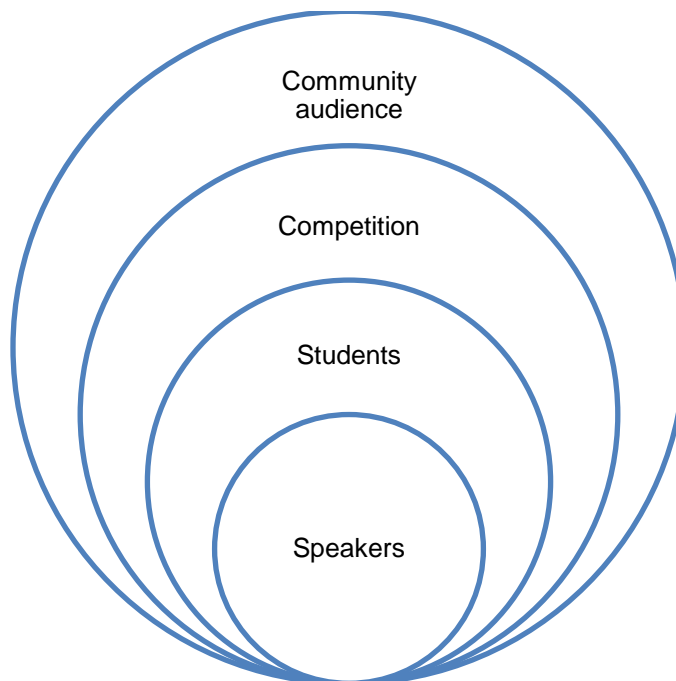 Community
audience
Competition
Students
Speakers